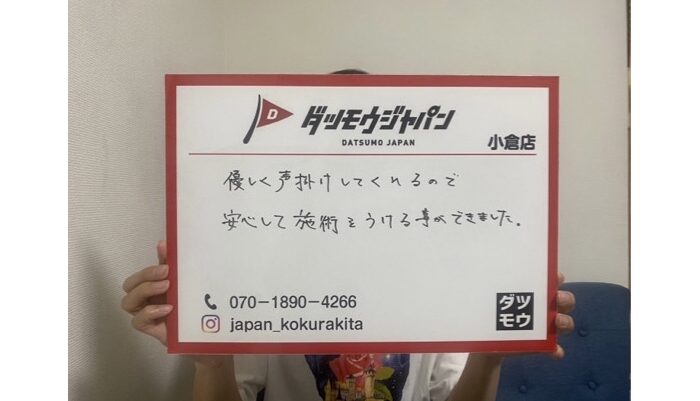 D
ダツモウジャパン
DATSUMO JAPAN
小倉店
優しく声掛けしてくれるので
安心して施術をうける事ができました。
070-1890-4266
japan_kokurakita
ダツ
モウ